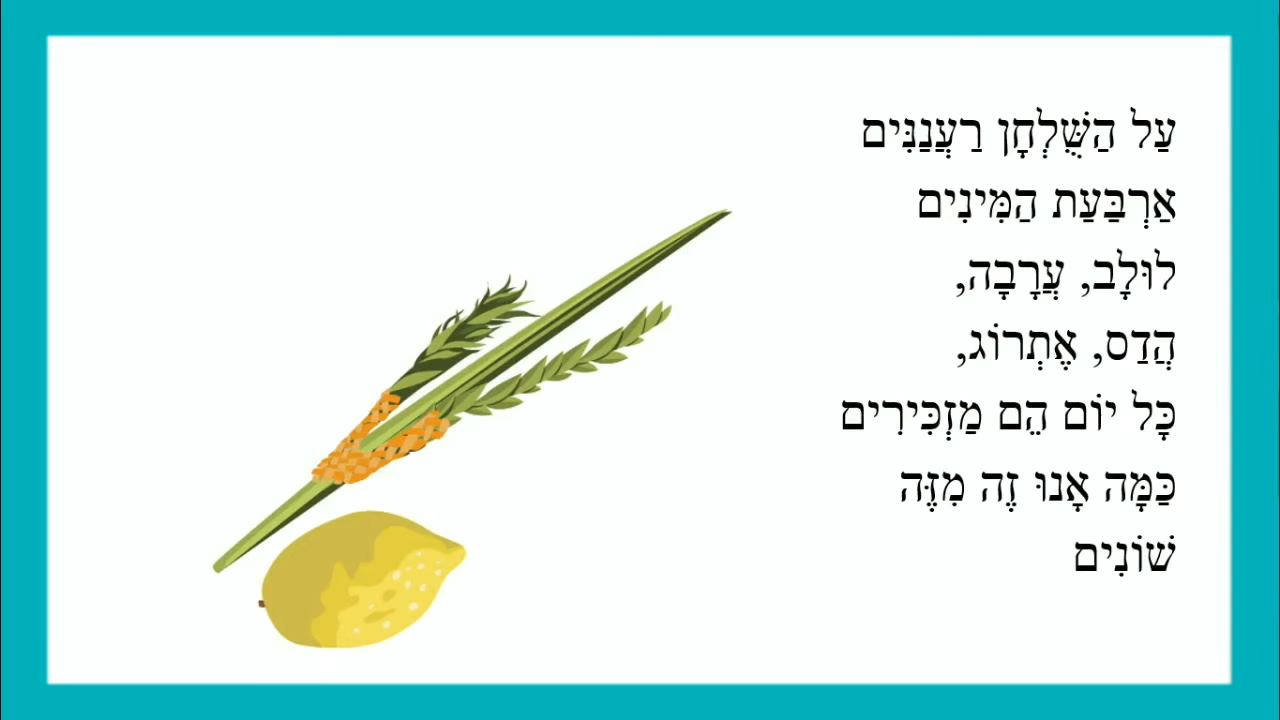 עַל הַשֻּׁלְחָן רַעֲנַנִּים
אַרְבַּעַת הַמִּינִים
לוּלָב, עֲרָבָה,
הֲדַס, אֶתְרוֹג,
כָּל יוֹם הֵם מַזְכִּירִים
כַּמָּה אָנוּ זֶה מִזֶּה
שׁוֹנִים